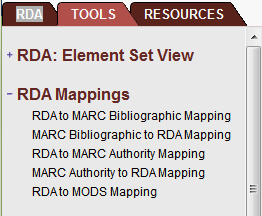 RDA TOOLS RESOURCES
+ RDA: Element Set View
− RDA Mappings
RDA to MARC Bibliographic Mapping
MARC Bibliographic to RDA Mapping
RDA to MARC Authority Mapping
MARC Authority to RDA Mapping
RDA to MODS Mapping